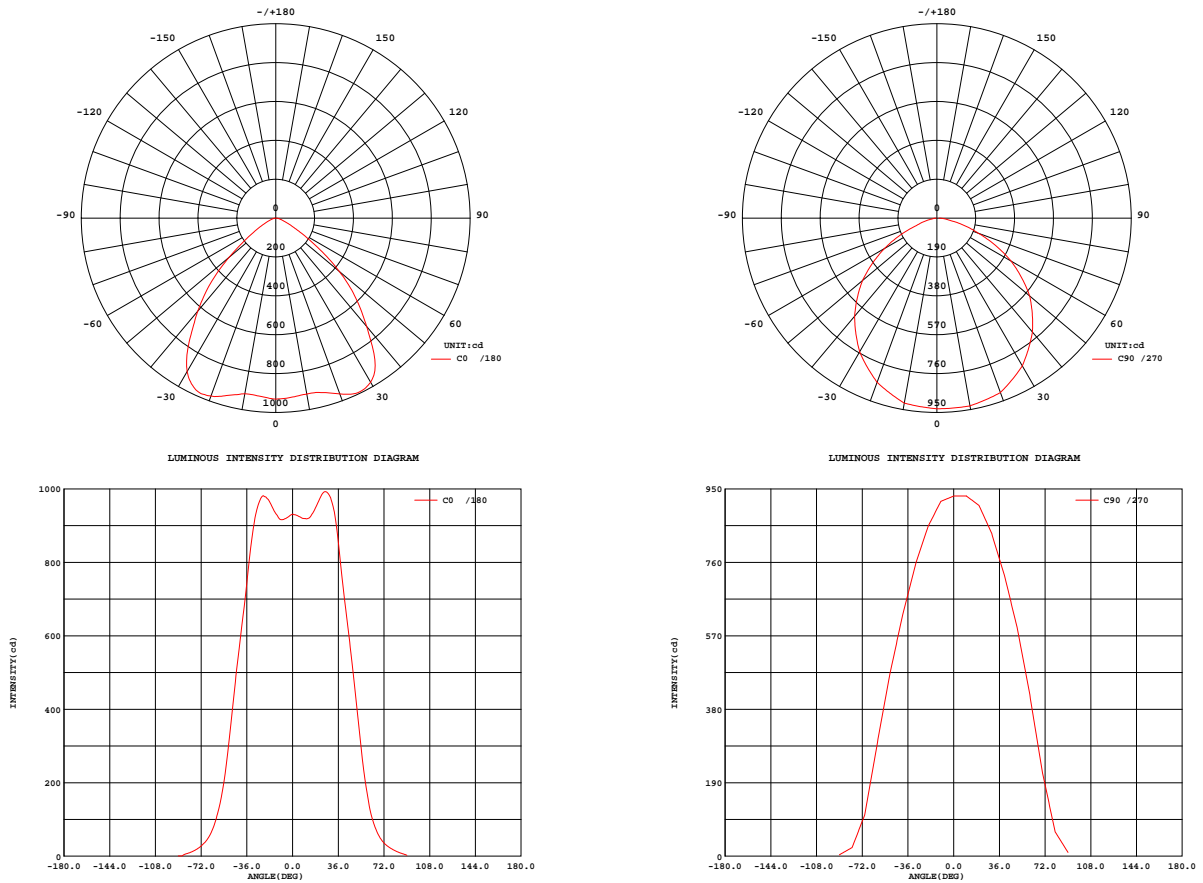 -/+180
-150 150
-120 120
-90 0 90
200
400
-60 600 60
UNIT:cd
C0 /180
800
-30 1000 30
0
-/+180
-150 150
-120 120
-90 0 90
190
380
-60 570 60
UNIT:cd
C90 /270
760
-30 950 30
0
LUMINOUS INTENSITY DISTRIBUTION DIAGRAM
1000
C0 /180
800
600
INTENSITY(cd)
400
200
0
-180.0 -144.0 -108.0 -72.0 -36.0 0.0 36.0 72.0 108.0 144.0 180.0
ANGLE(DEG)
LUMINOUS INTENSITY DISTRIBUTION DIAGRAM
950
C90 /270
760
570
INTENSITY(cd)
380
190
0
-180.0 -144.0 -108.0 -72.0 -36.0 0.0 36.0 72.0 108.0 144.0 180.0
ANGLE(DEG)